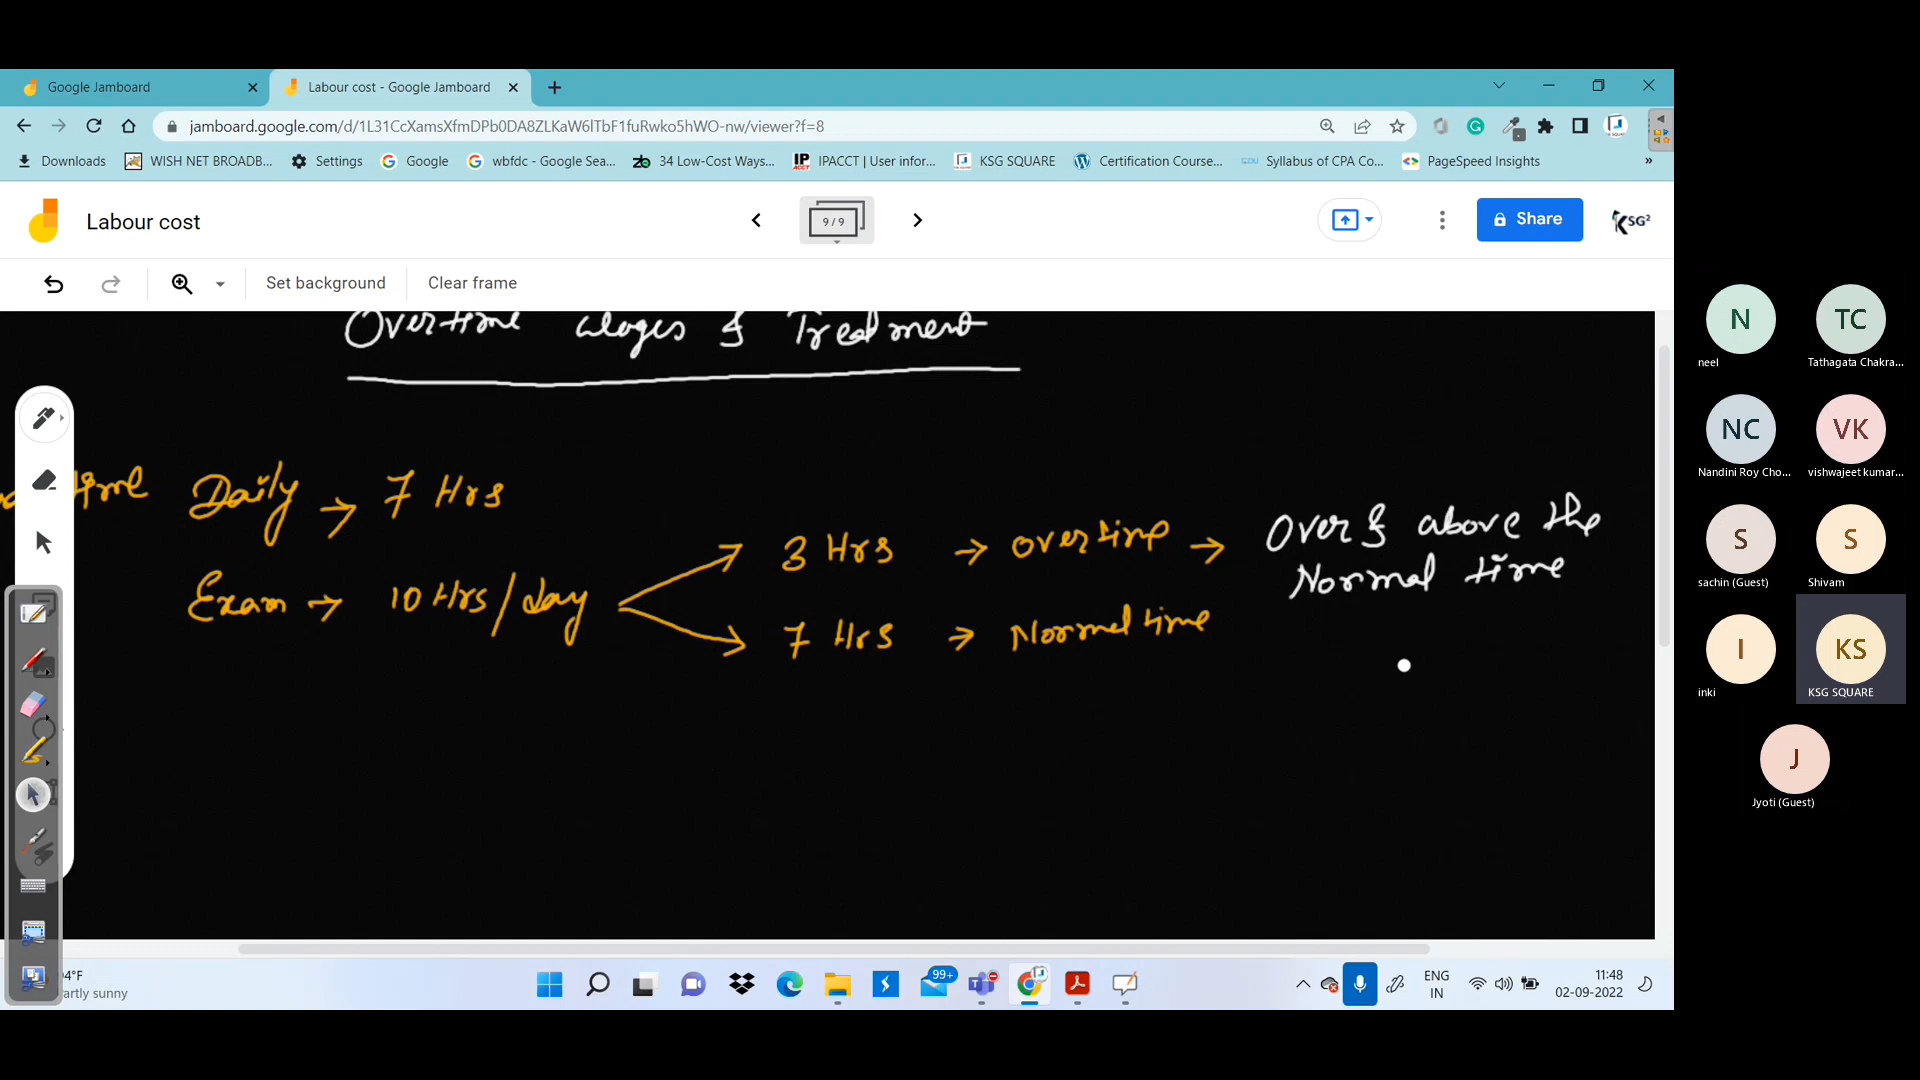 Google Jamboard
Labour cost - Google Jamboard
jamboard.google.com/d/1L31CcXamsXfmDPb0DA8ZLKaW6lTbF1fuRwko5hWO-nw/viewer?f=8
Downloads WISH NET BROADB... Settings Google wbfdc - Google Sea... 34 Low-Cost Ways... IPACCT | User infor... KSG SQUARE Certification Course... Syllabus of CPA Co... PageSpeed Insights »
Labour cost
9 / 9
Share
KSG²
Set background
Clear frame
Overtime Wages & Treatment
time Daily → 7 Hrs
Exam → 10 Hrs/day
3 Hrs → overtime → Over & above the
Normal time
7 Hrs → Normal time
N
neel
TC
Tathagata Chakra...
NC
Nandini Roy Cho...
VK
vishwajeet kumar...
S
sachin (Guest)
S
Shivam
I
inki
KS
KSG SQUARE
J
Jyoti (Guest)
94°F
artly sunny
99+
ENG
IN
11:48
02-09-2022